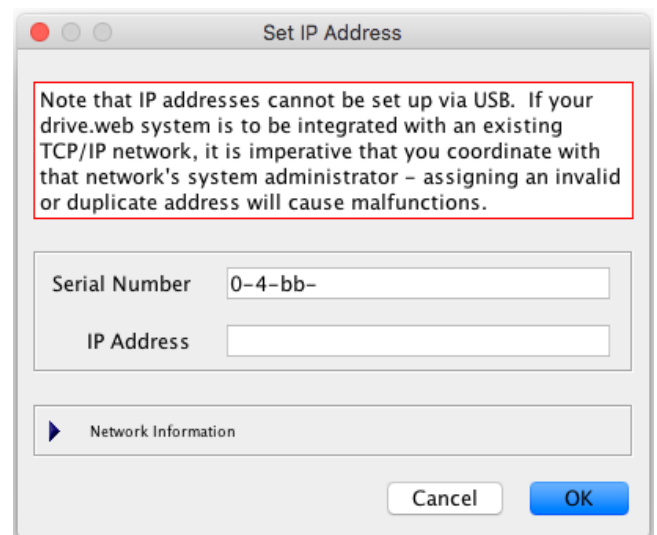 Set IP Address
Note that IP addresses cannot be set up via USB.  If your
drive.web system is to be integrated with an existing
TCP/IP network, it is imperative that you coordinate with
that network's system administrator – assigning an invalid
or duplicate address will cause malfunctions.
Serial Number 0-4-bb-
IP Address
Network Information
Cancel OK